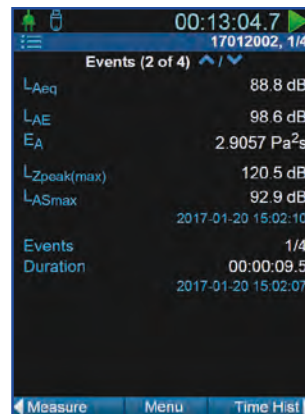 00:13:04.7
17012002, 1/4
Events (2 of 4) /
LAeq 88.8 dB
LAE 98.6 dB
EA 2.9057 Pa²s
LZpeak(max) 120.5 dB
LASmax 92.9 dB
2017-01-20 15:02:10
Events 1/4
Duration 00:00:09.5
2017-01-20 15:02:07
Measure Menu Time Hist